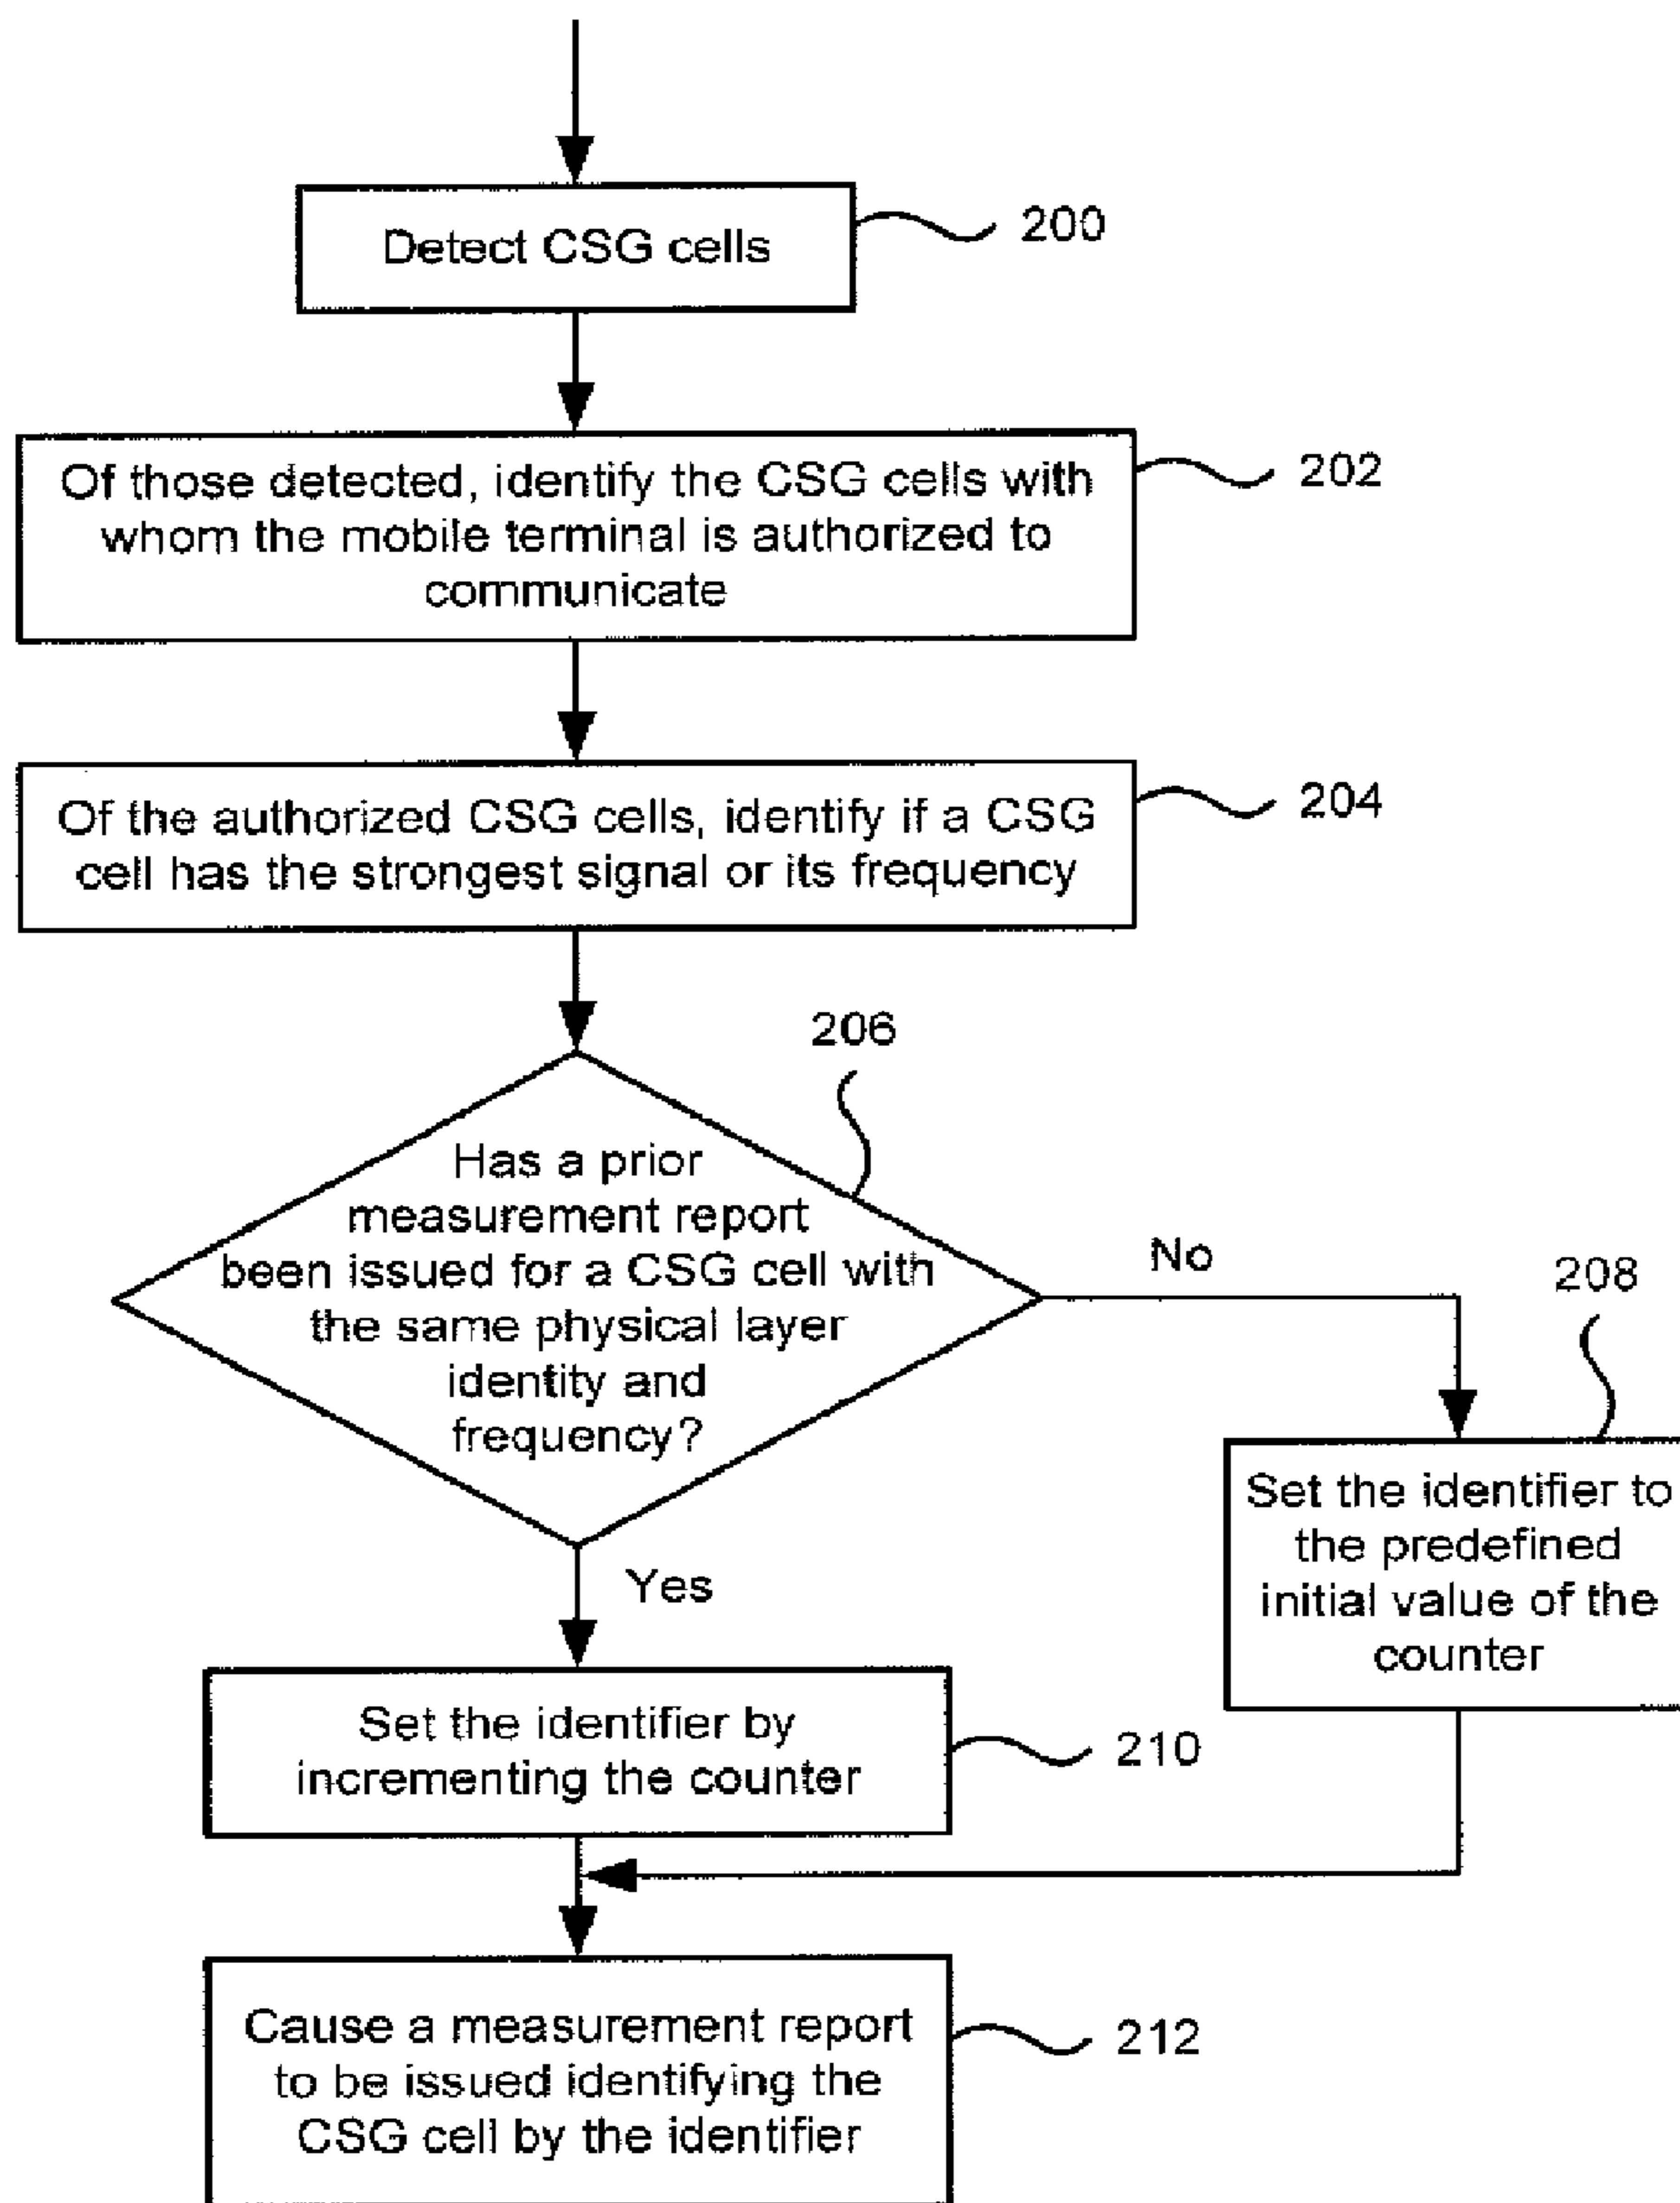 Detect CSG cells
200
Of those detected, identify the CSG cells with
whom the mobile terminal is authorized to
communicate
202
Of the authorized CSG cells, identify if a CSG
cell has the strongest signal or its frequency
204
206
Has a prior
measurement report
been issued for a CSG cell with
the same physical layer
identity and
frequency?
No
208
Set the identifier to
the predefined
initial value of the
counter
Yes
Set the identifier by
incrementing the counter
210
Cause a measurement report
to be issued identifying the
CSG cell by the identifier
212